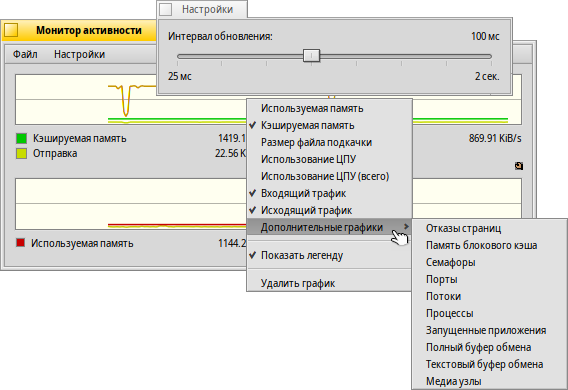 Настройки
Монитор активности
Интервал обновления: 100 мс
25 мс 2 сек.
Файл Настройки
Кэшируемая память 1419.1
869.91 KiB/s
Отправка 22.56 K
Используемая память 1144.2
Используемая память
Кэшируемая память
Размер файла подкачки
Использование ЦПУ
Использование ЦПУ (всего)
Входящий трафик
Исходящий трафик
Дополнительные графики
Показать легенду
Удалить график
Отказы страниц
Память блокового кэша
Семафоры
Порты
Потоки
Процессы
Запущенные приложения
Полный буфер обмена
Текстовый буфер обмена
Медиа узлы